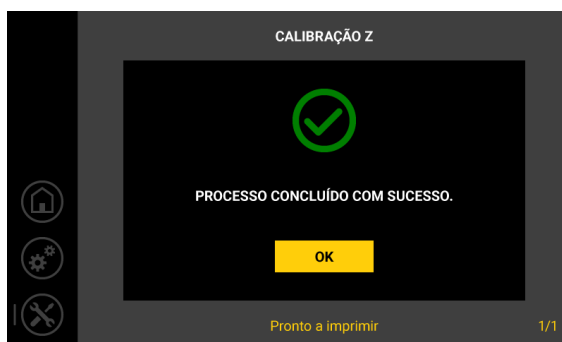 CALIBRAÇÃO Z
PROCESSO CONCLUÍDO COM SUCESSO.
OK
Pronto a imprimir
1/1